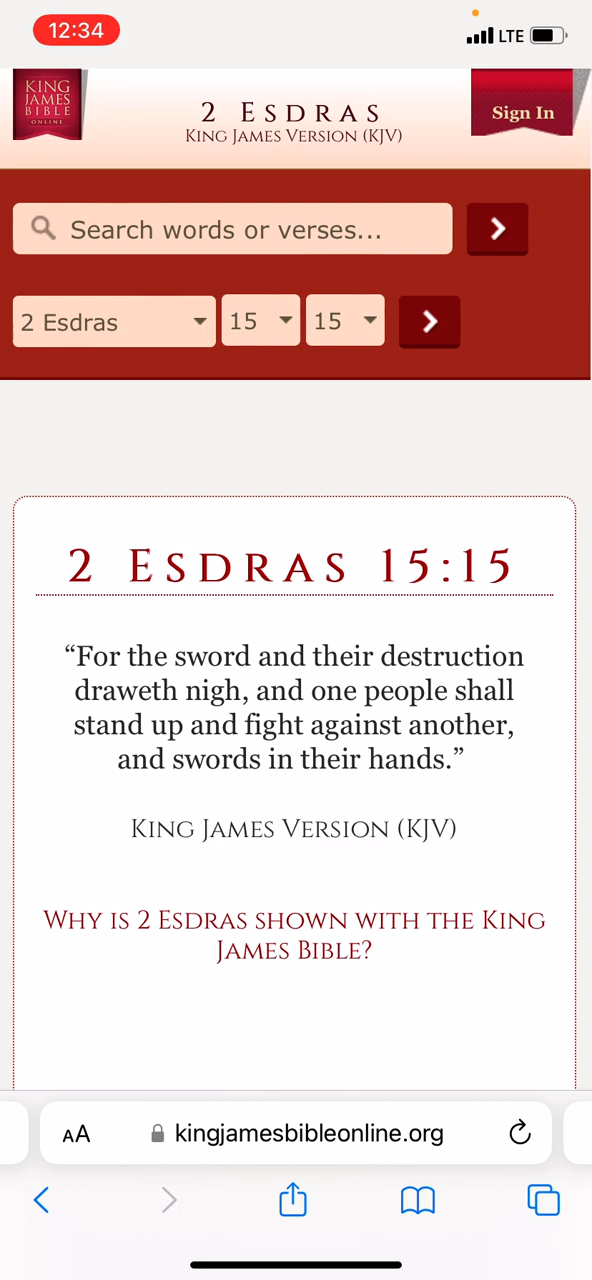 12:34
LTE
KING
JAMES
BIBLE
ONLINE
2 Esdras
King James Version (KJV)
Sign In
Search words or verses...
2 Esdras
15
15
2 Esdras 15:15
“For the sword and their destruction
draweth nigh, and one people shall
stand up and fight against another,
and swords in their hands.”
King James Version (KJV)
Why is 2 Esdras shown with the King
James Bible?
AA
kingjamesbibleonline.org